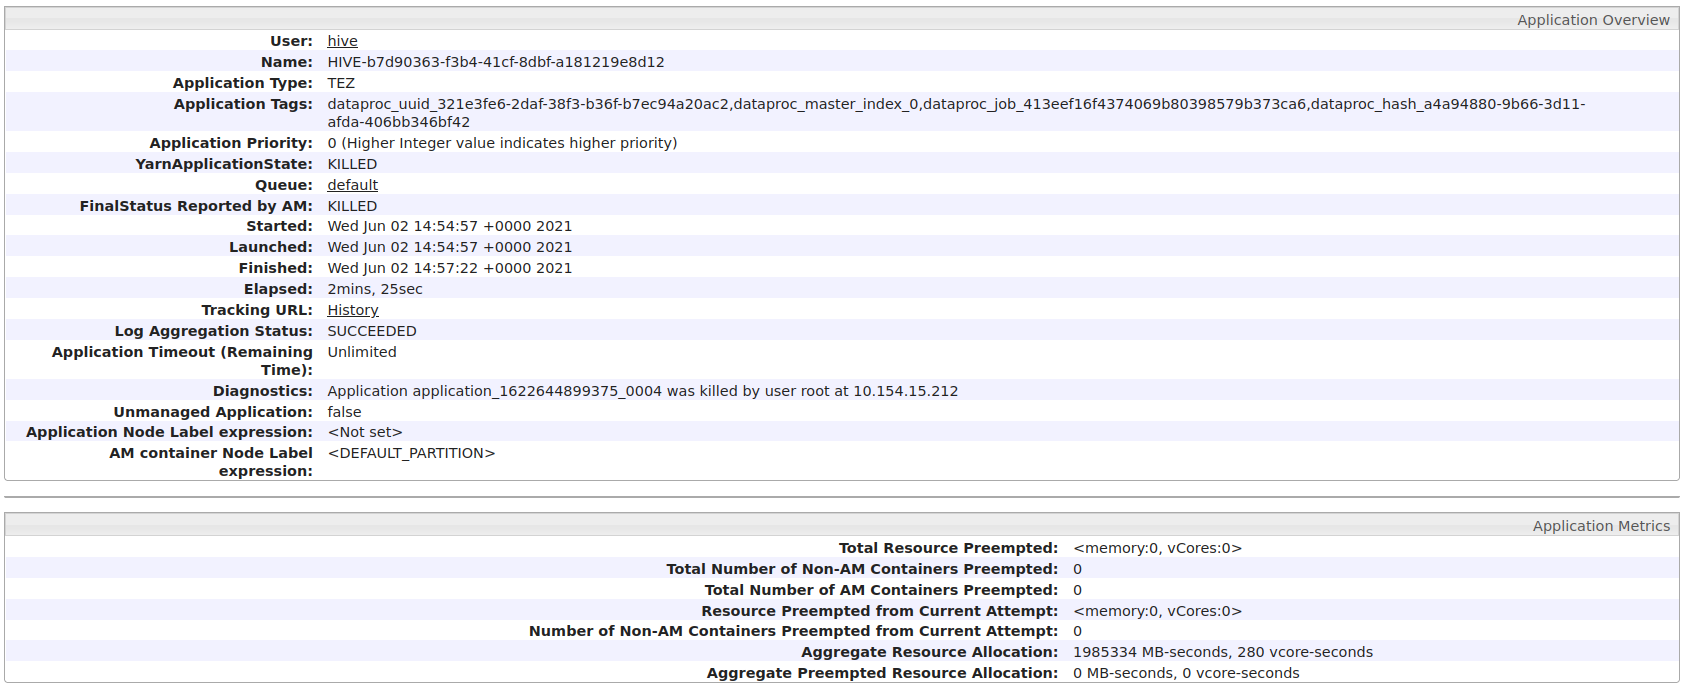 Application Overview
User: hive
Name: HIVE-b7d90363-f3b4-41cf-8dbf-a181219e8d12
Application Type: TEZ
Application Tags: dataproc_uuid_321e3fe6-2daf-38f3-b36f-b7ec94a20ac2,dataproc_master_index_0,dataproc_job_413eef16f4374069b80398579b373ca6,dataproc_hash_a4a94880-9b66-3d11-
afda-406bb346bf42
Application Priority: 0 (Higher Integer value indicates higher priority)
YarnApplicationState: KILLED
Queue: default
FinalStatus Reported by AM: KILLED
Started: Wed Jun 02 14:54:57 +0000 2021
Launched: Wed Jun 02 14:54:57 +0000 2021
Finished: Wed Jun 02 14:57:22 +0000 2021
Elapsed: 2mins, 25sec
Tracking URL: History
Log Aggregation Status: SUCCEEDED
Application Timeout (Remaining Unlimited
Time):
Diagnostics: Application application_1622644899375_0004 was killed by user root at 10.154.15.212
Unmanaged Application: false
Application Node Label expression: <Not set>
AM container Node Label <DEFAULT_PARTITION>
expression:
Application Metrics
Total Resource Preempted: <memory:0, vCores:0>
Total Number of Non-AM Containers Preempted: 0
Total Number of AM Containers Preempted: 0
Resource Preempted from Current Attempt: <memory:0, vCores:0>
Number of Non-AM Containers Preempted from Current Attempt: 0
Aggregate Resource Allocation: 1985334 MB-seconds, 280 vcore-seconds
Aggregate Preempted Resource Allocation: 0 MB-seconds, 0 vcore-seconds